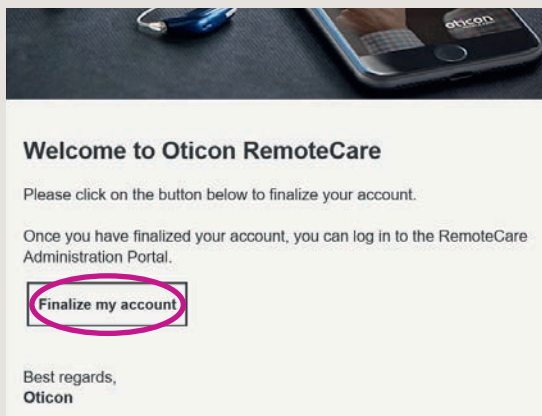 oticon
Welcome to Oticon RemoteCare
Please click on the button below to finalize your account.
Once you have finalized your account, you can log in to the RemoteCare
Administration Portal.
Finalize my account
Best regards,
Oticon